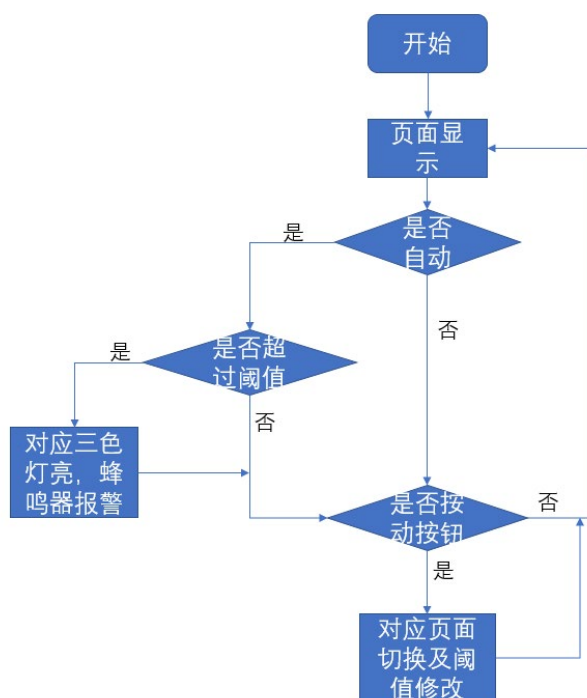 开始
页面显
示
是否
自动
是
否
是否超
过阈值
是
否
对应三色
灯亮，蜂
鸣器报警
是否按
动按钮
否
是
对应页面
切换及阈
值修改